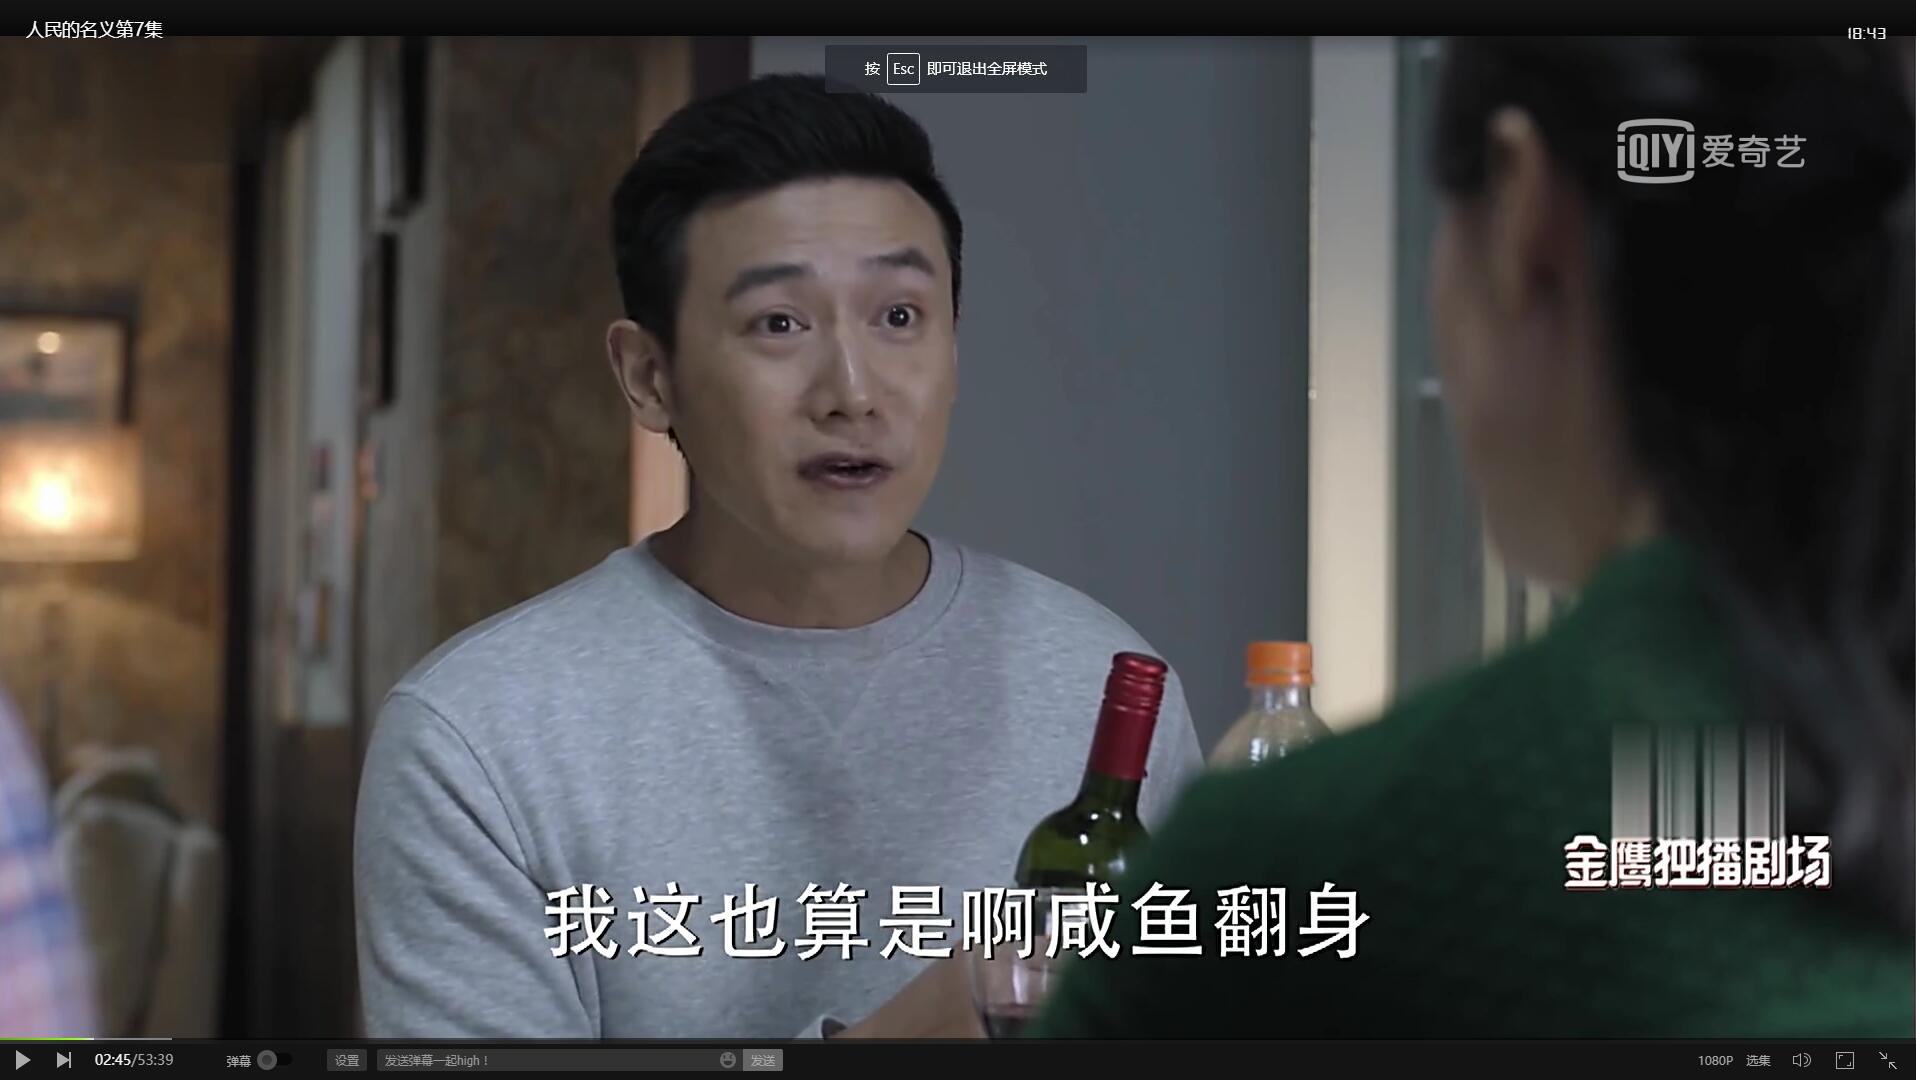 人民的名义第7集
18:43
按 Esc 即可退出全屏模式
iQIYI 爱奇艺
金鹰独播剧场
我这也算是啊咸鱼翻身
02:45/53:39
弹幕
设置
发送弹幕一起high！
发送
1080P
选集